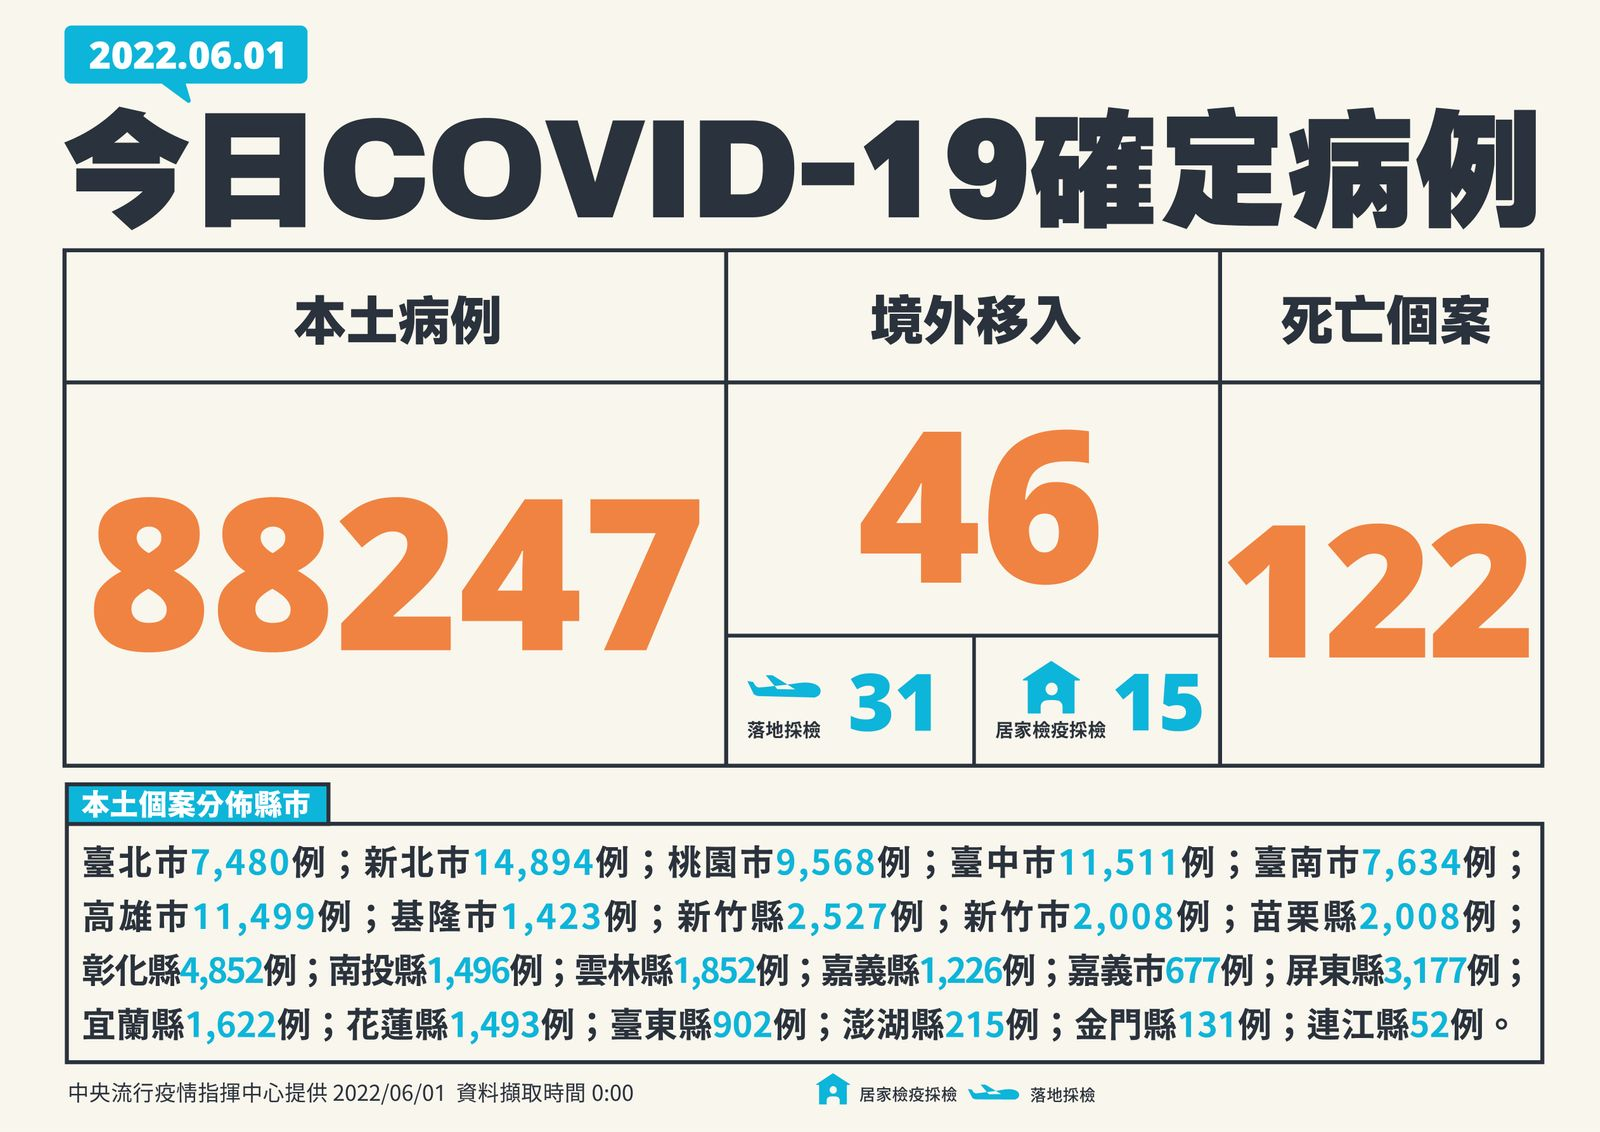 2022.06.01
今日COVID-19確定病例
本土病例
境外移入
死亡個案
88247
46
122
落地採檢 31
居家檢疫採檢 15
本土個案分佈縣市
臺北市7,480例；新北市14,894例；桃園市9,568例；臺中市11,511例；臺南市7,634例；
高雄市11,499例；基隆市1,423例；新竹縣2,527例；新竹市2,008例；苗栗縣2,008例；
彰化縣4,852例；南投縣1,496例；雲林縣1,852例；嘉義縣1,226例；嘉義市677例；屏東縣3,177例；
宜蘭縣1,622例；花蓮縣1,493例；臺東縣902例；澎湖縣215例；金門縣131例；連江縣52例。
中央流行疫情指揮中心提供 2022/06/01 資料擷取時間 0:00
居家檢疫採檢 落地採檢